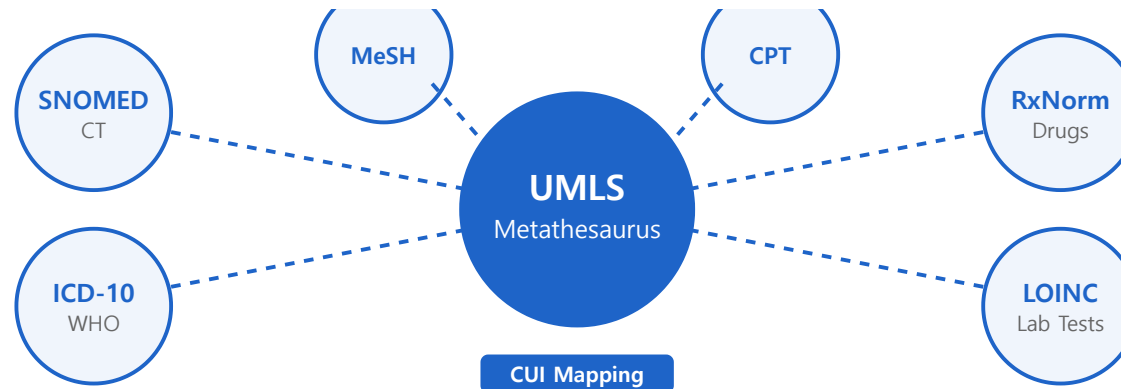 MeSH
CPT
SNOMED
CT
RxNorm
Drugs
UMLS
Metathesaurus
ICD-10
WHO
LOINC
Lab Tests
CUI Mapping